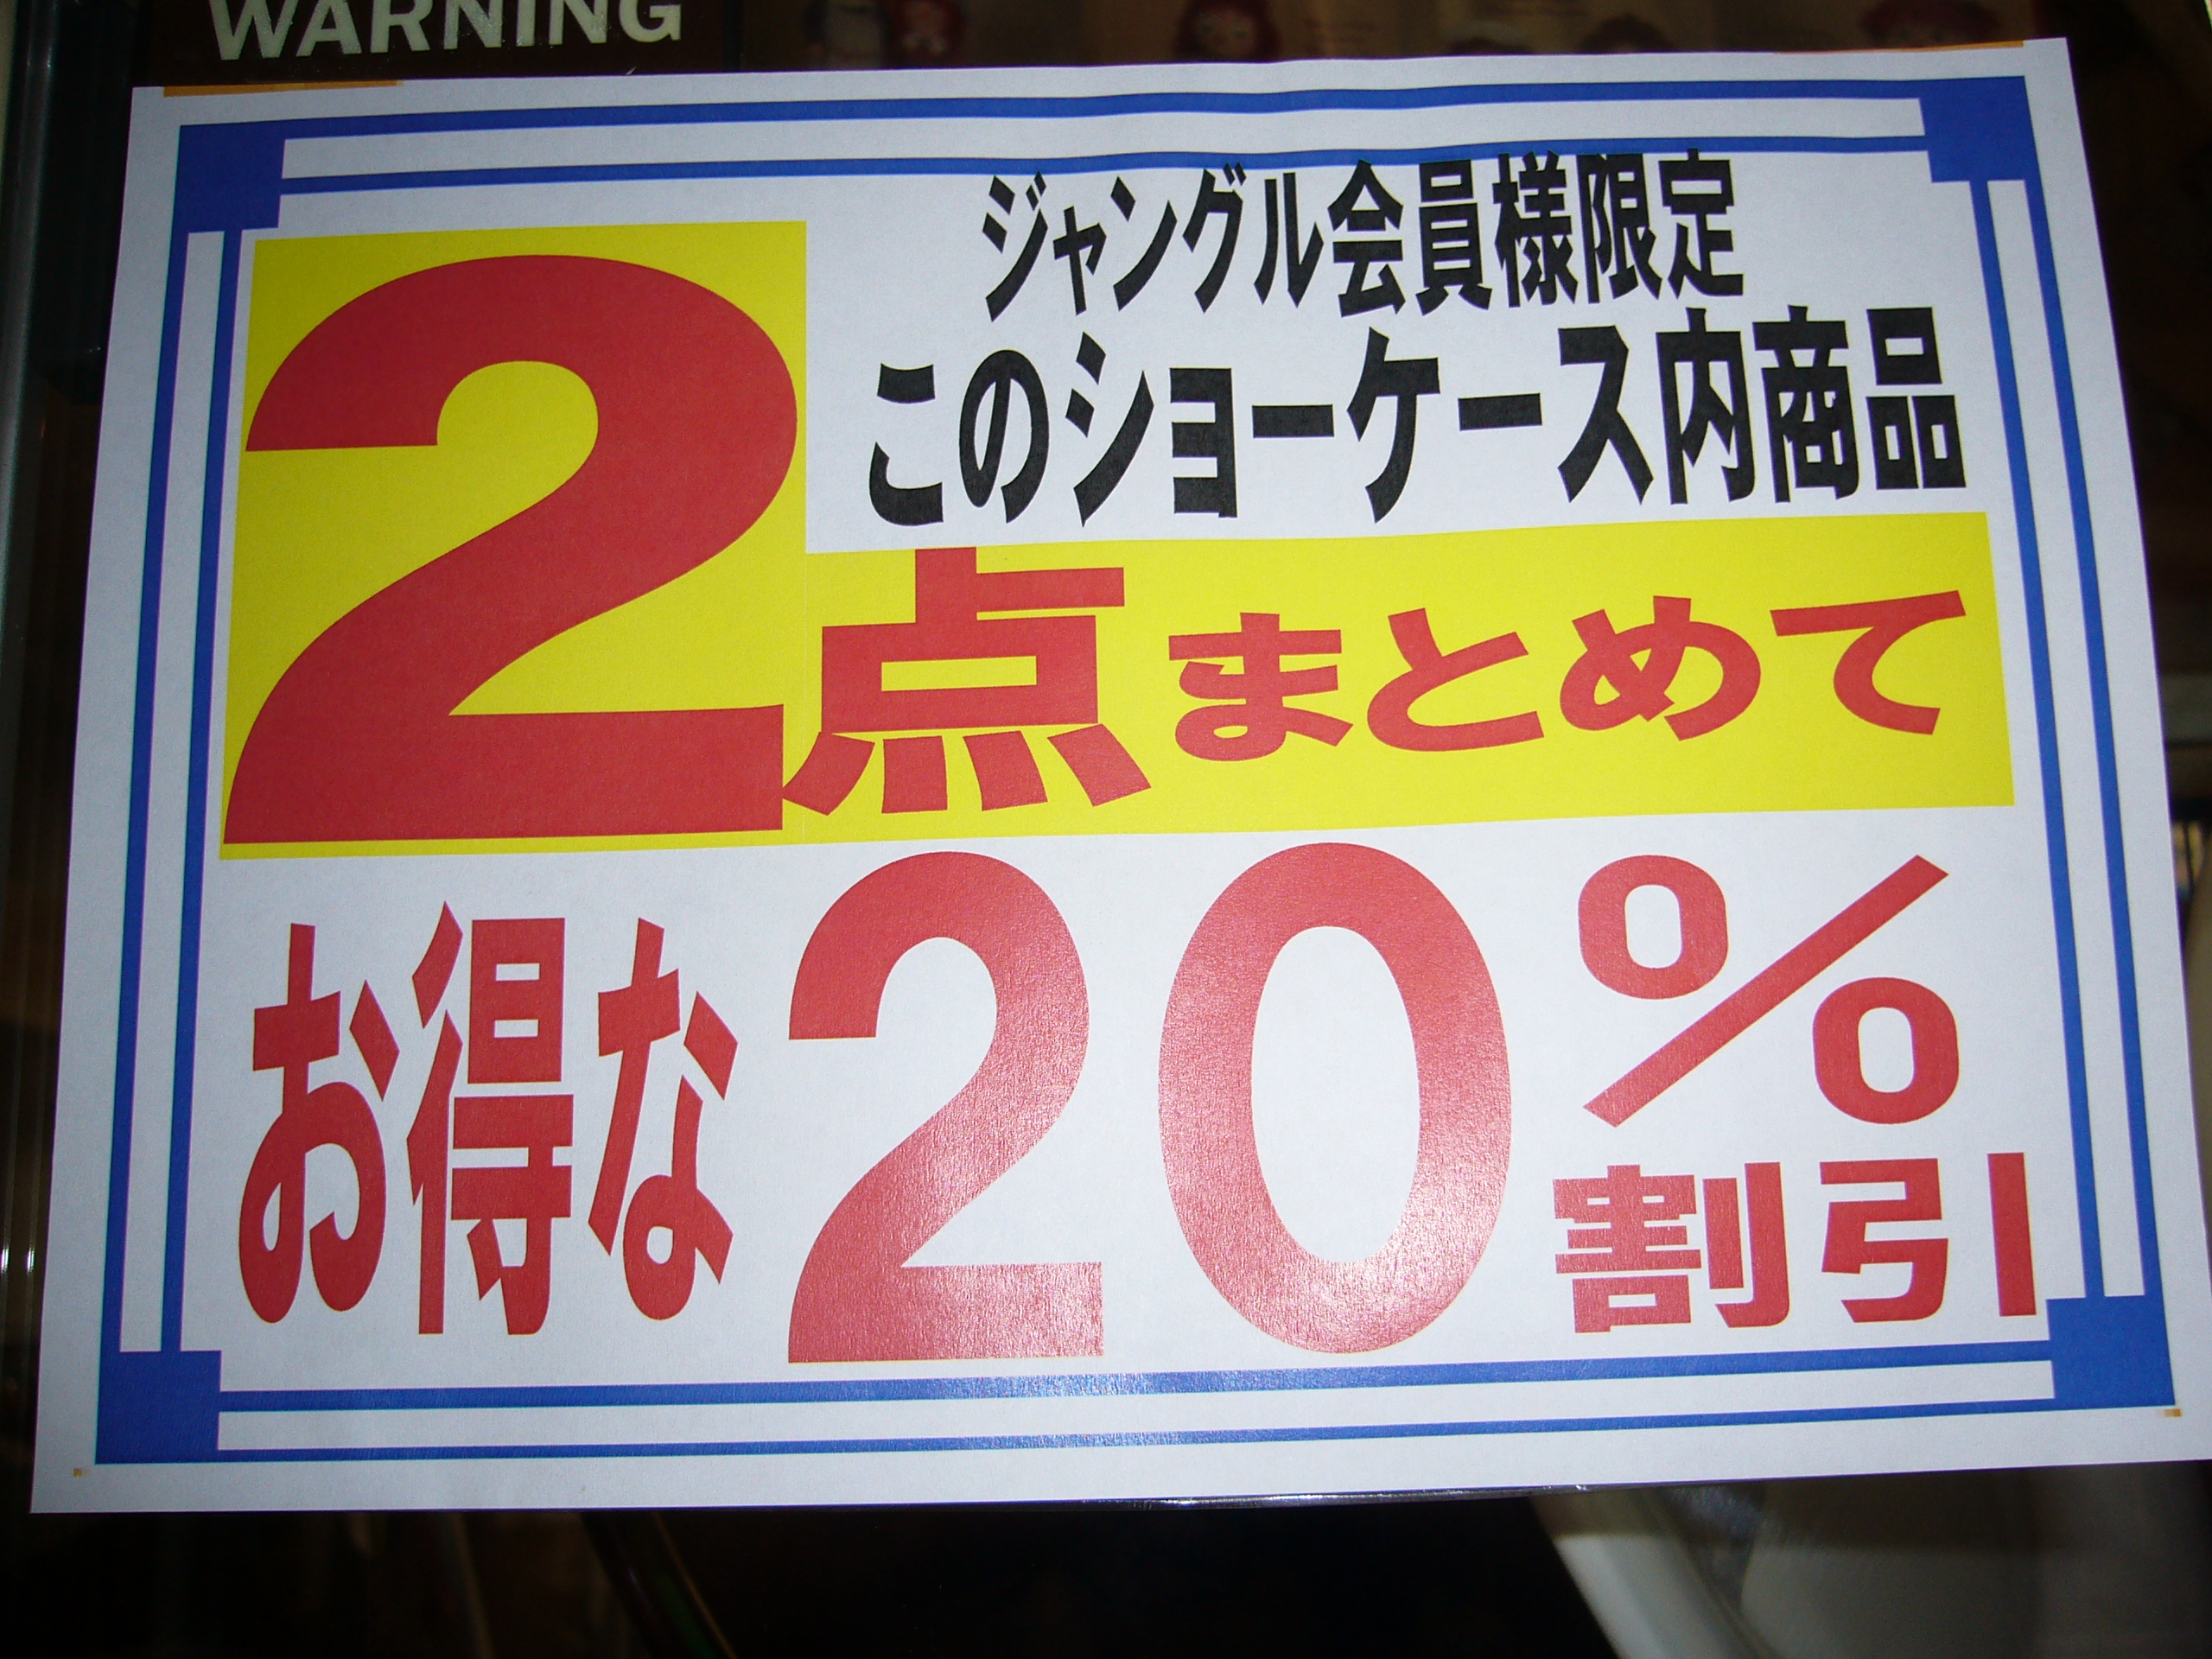 WARNING
ジャングル会員様限定
このショーケース内商品
2点まとめて
お得な20%割引